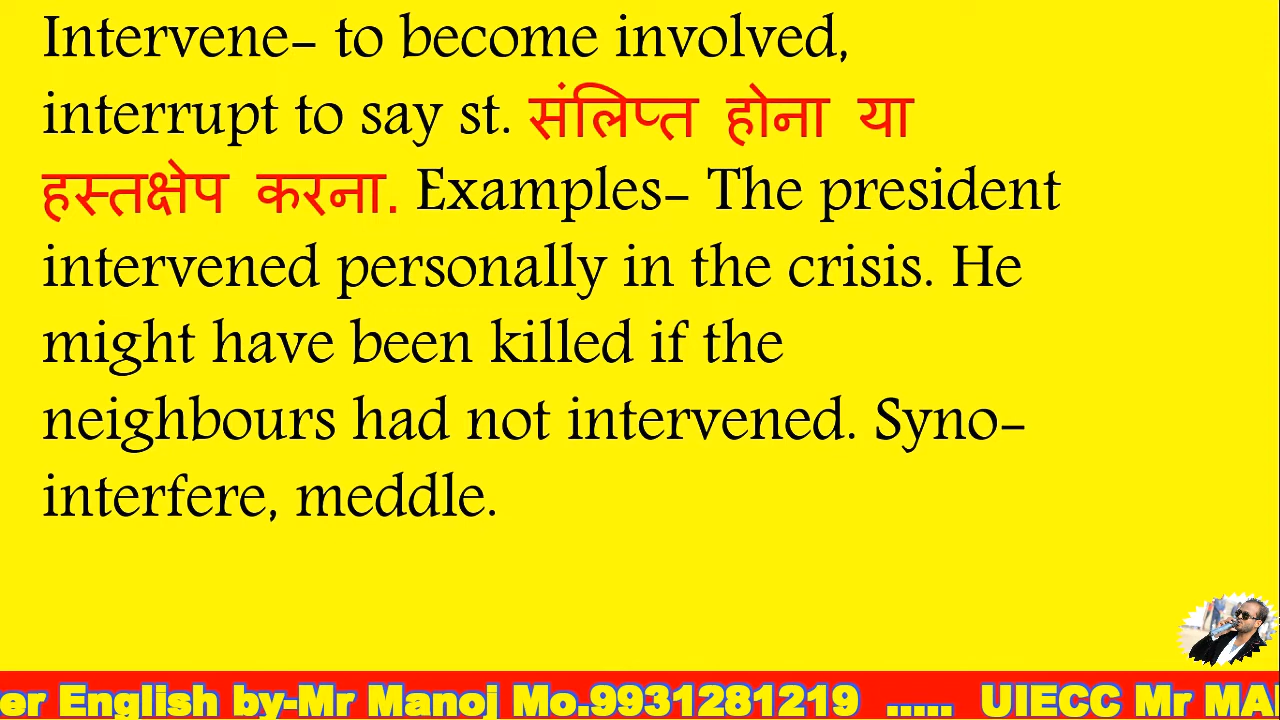 Intervene- to become involved,
interrupt to say st. संलिप्त होना या
हस्तक्षेप करना. Examples- The president
intervened personally in the crisis. He
might have been killed if the
neighbours had not intervened. Syno-
interfere, meddle.
er English by-Mr Manoj Mo.9931281219 ..... UIECC Mr MA